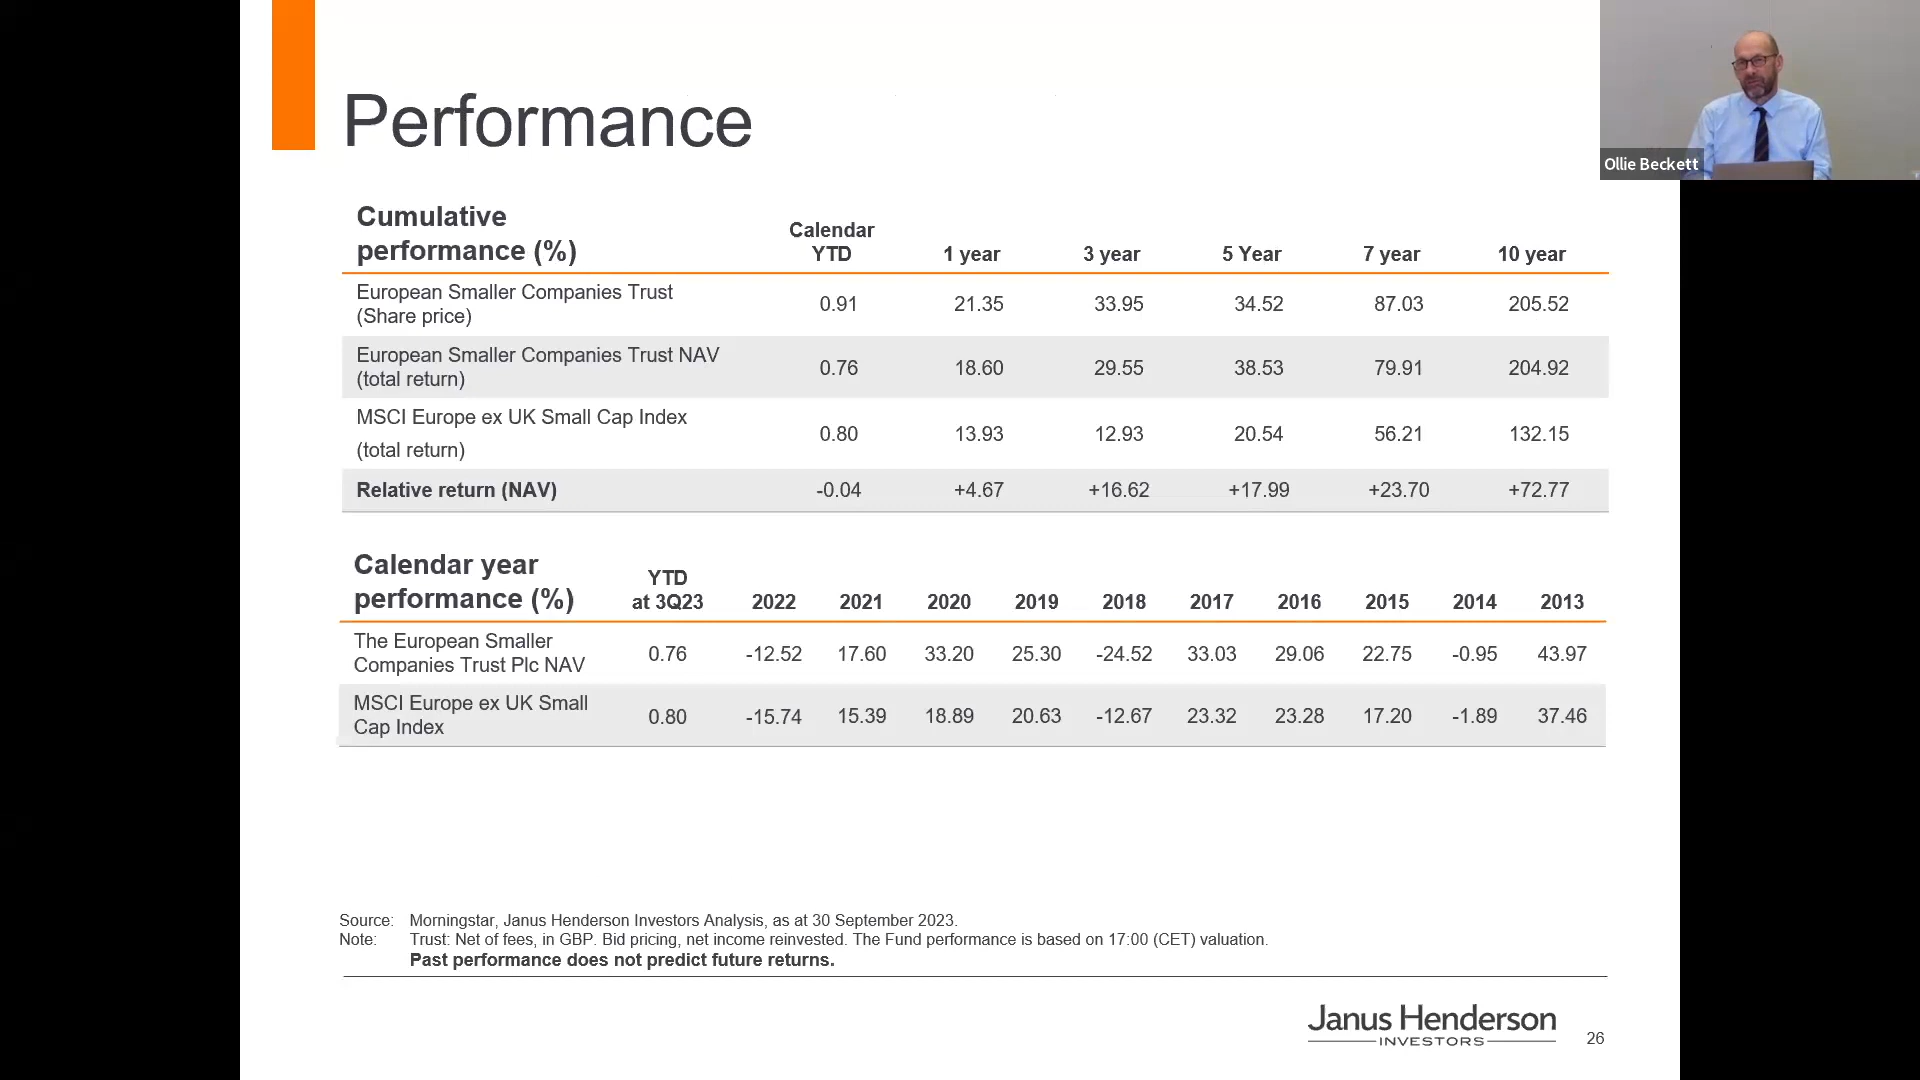 Performance
Ollie Beckett
Cumulative
performance (%)
Calendar
YTD
1 year
3 year
5 Year
7 year
10 year
European Smaller Companies Trust
(Share price)
0.91
21.35
33.95
34.52
87.03
205.52
European Smaller Companies Trust NAV
(total return)
0.76
18.60
29.55
38.53
79.91
204.92
MSCI Europe ex UK Small Cap Index
(total return)
0.80
13.93
12.93
20.54
56.21
132.15
Relative return (NAV)
-0.04
+4.67
+16.62
+17.99
+23.70
+72.77
Calendar year
performance (%)
YTD
at 3Q23
2022
2021
2020
2019
2018
2017
2016
2015
2014
2013
The European Smaller
Companies Trust Plc NAV
0.76
-12.52
17.60
33.20
25.30
-24.52
33.03
29.06
22.75
-0.95
43.97
MSCI Europe ex UK Small
Cap Index
0.80
-15.74
15.39
18.89
20.63
-12.67
23.32
23.28
17.20
-1.89
37.46
Source: Morningstar, Janus Henderson Investors Analysis, as at 30 September 2023.
Note: Trust: Net of fees, in GBP. Bid pricing, net income reinvested. The Fund performance is based on 17:00 (CET) valuation.
Past performance does not predict future returns.
Janus Henderson
INVESTORS
26